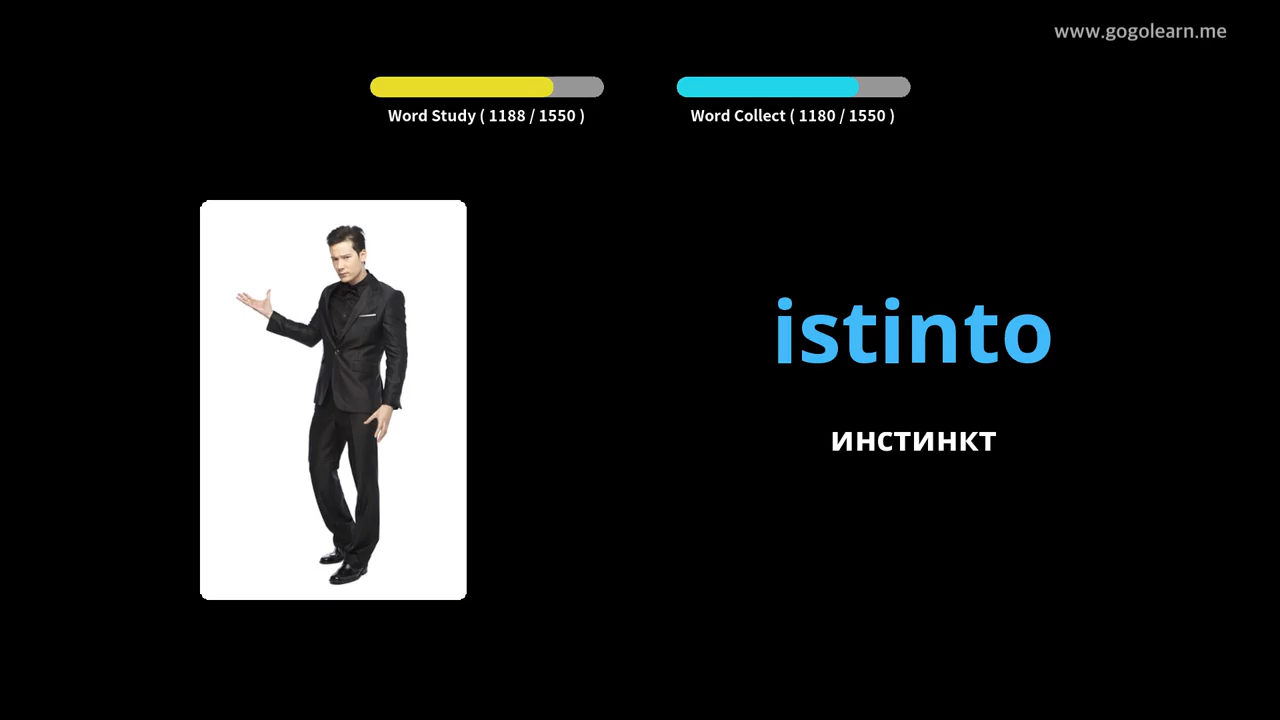 www.gogolearn.me
Word Study ( 1188 / 1550 )
Word Collect ( 1180 / 1550 )
istinto
инстинкт